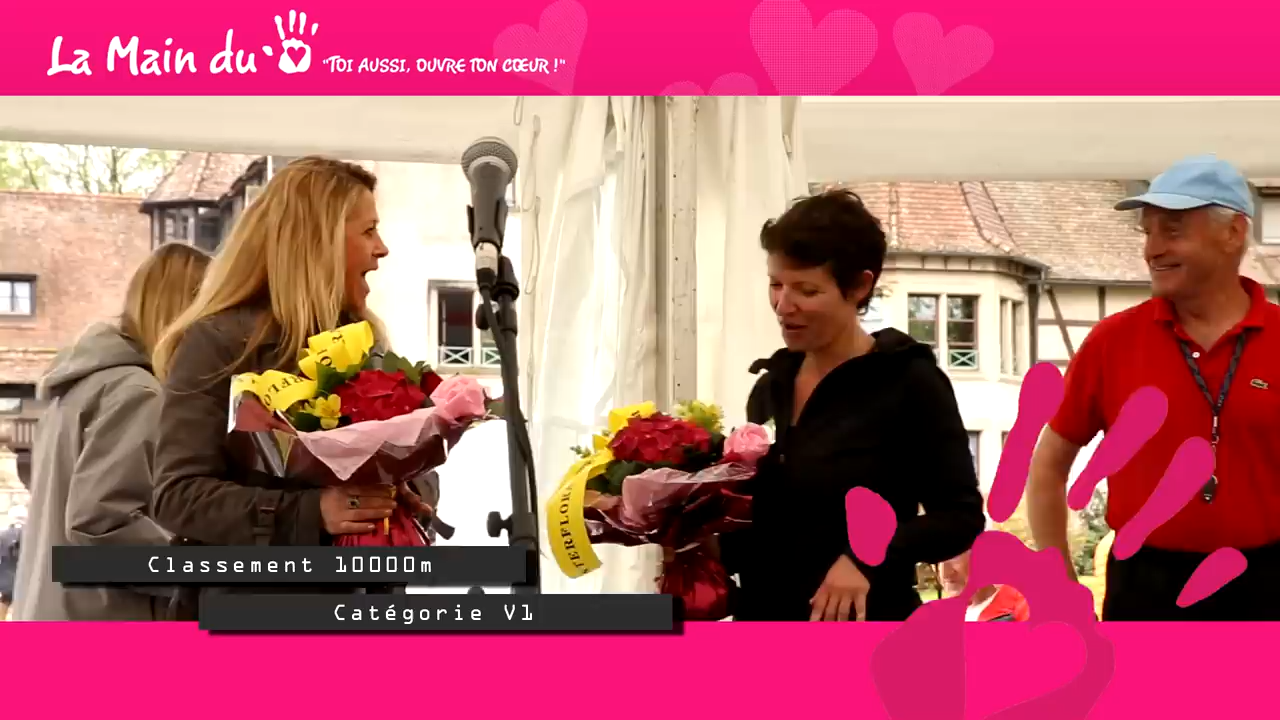 La Main du
"Toi aussi, ouvre ton cœur !"
Classement 10000m
Catégorie V1